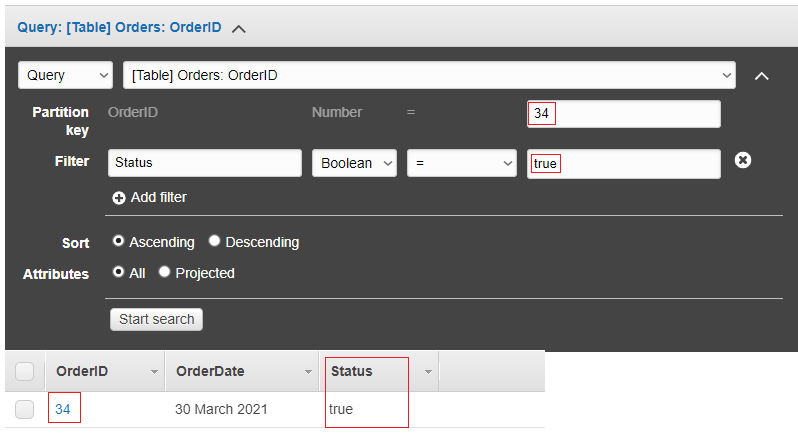 Query: [Table] Orders: OrderID
Query [Table] Orders: OrderID
Partition key OrderID Number = 34
Filter Status Boolean = true
Add filter
Sort Ascending Descending
Attributes All Projected
Start search
OrderID OrderDate Status
34 30 March 2021 true